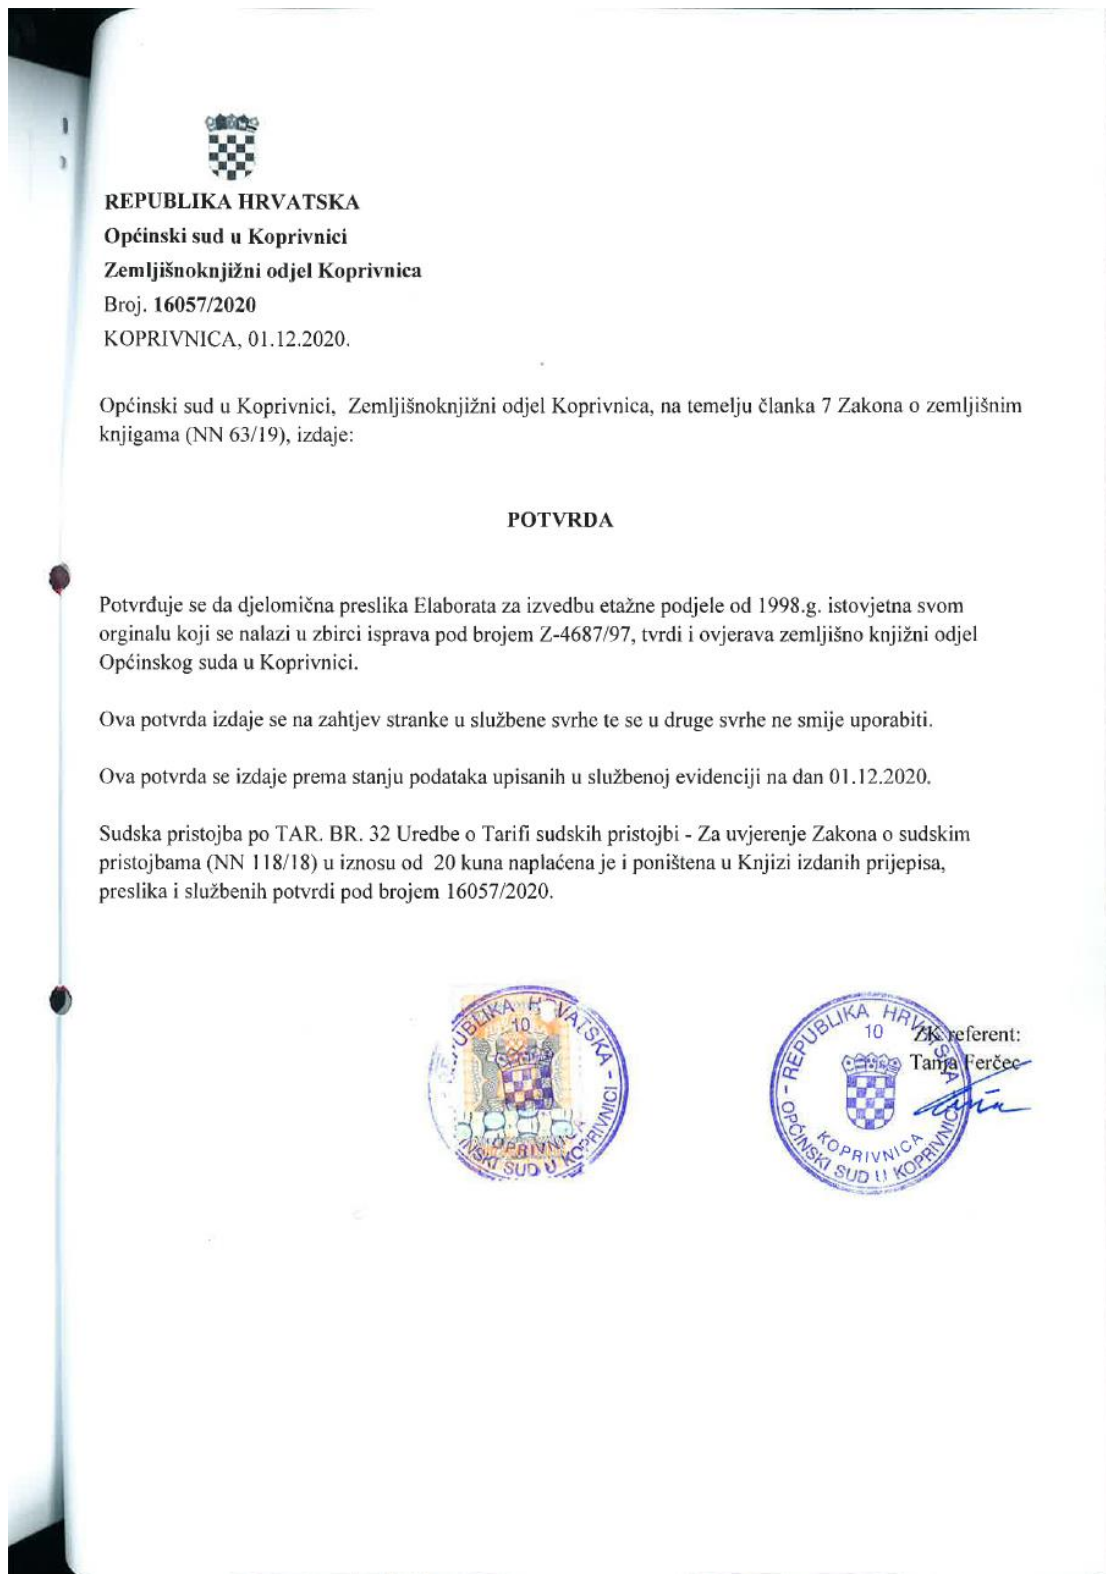 REPUBLIKA HRVATSKA
Općinski sud u Koprivnici
Zemljišnoknjižni odjel Koprivnica
Broj. 16057/2020
KOPRIVNICA, 01.12.2020.
Općinski sud u Koprivnici, Zemljišnoknjižni odjel Koprivnica, na temelju članka 7 Zakona o zemljišnim
knjigama (NN 63/19), izdaje:
POTVRDA
Potvrđuje se da djelomična preslika Elaborata za izvedbu etažne podjele od 1998.g. istovjetna svom
orginalu koji se nalazi u zbirci isprava pod brojem Z-4687/97, tvrdi i ovjerava zemljišno knjižni odjel
Općinskog suda u Koprivnici.
Ova potvrda izdaje se na zahtjev stranke u službene svrhe te se u druge svrhe ne smije uporabiti.
Ova potvrda se izdaje prema stanju podataka upisanih u službenoj evidenciji na dan 01.12.2020.
Sudska pristojba po TAR. BR. 32 Uredbe o Tarifi sudskih pristojbi - Za uvjerenje Zakona o sudskim
pristojbama (NN 118/18) u iznosu od 20 kuna naplaćena je i poništena u Knjizi izdanih prijepisa,
preslika i službenih potvrdi pod brojem 16057/2020.
HRVATSKA
10
KOPRIVNICA
SUD U KOPRIVNICI
ZK referent:
Tanja Ferčec
REPUBLIKA HRVATSKA
10
KOPRIVNICA
OPĆINSKI SUD U KOPRIVNICI